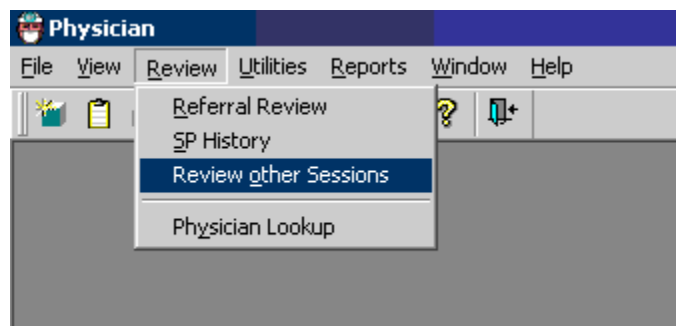 Physician
File View Review Utilities Reports Window Help
Referral Review
SP History
Review other Sessions
Physician Lookup